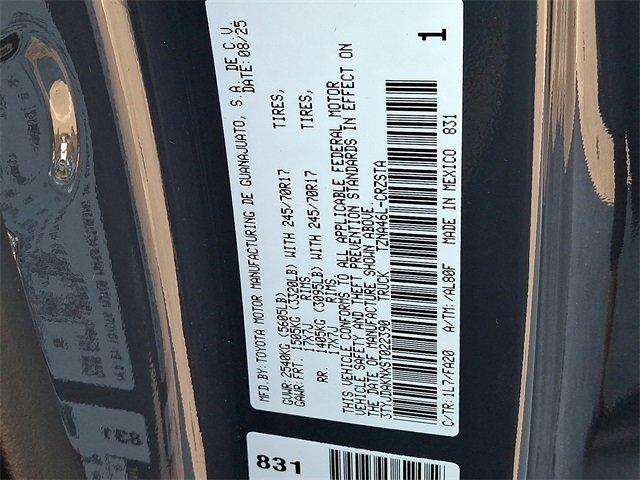 MFD.BY: TOYOTA MOTOR MANUFACTURING DE GUANAJUATO, S.A. DE C.V.
DATE: 08/25
GVWR: 2540KG (5605LB)
GAWR: FRT. 1505KG (3320LB) WITH 245/70R17 TIRES,
17X7J RIMS
RR. 1405KG (3095LB) WITH 245/70R17 TIRES,
17X7J RIMS
THIS VEHICLE CONFORMS TO ALL APPLICABLE FEDERAL MOTOR
VEHICLE SAFETY AND THEFT PREVENTION STANDARDS IN EFFECT ON
THE DATE OF MANUFACTURE SHOWN ABOVE.
3TYJDAKNXST022390 TRUCK TZNA46L-CRZSTA
C/TR: 1L7/FA20 A/TM: /AL80F MADE IN MEXICO 831
1
831